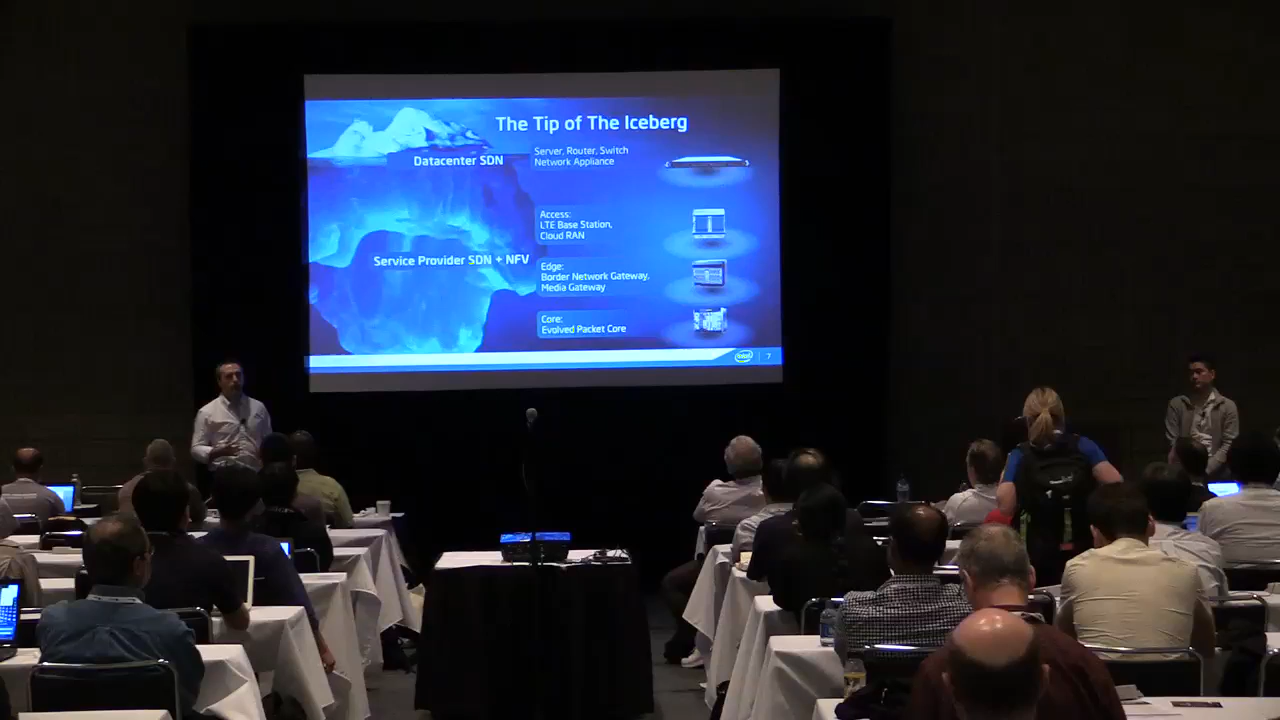 The Tip of The Iceberg
Datacenter SDN
Server, Router, Switch
Network Appliance
Access:
LTE Base Station,
Cloud RAN
Service Provider SDN + NFV
Edge:
Border Network Gateway,
Media Gateway
Core:
Evolved Packet Core
intel
7